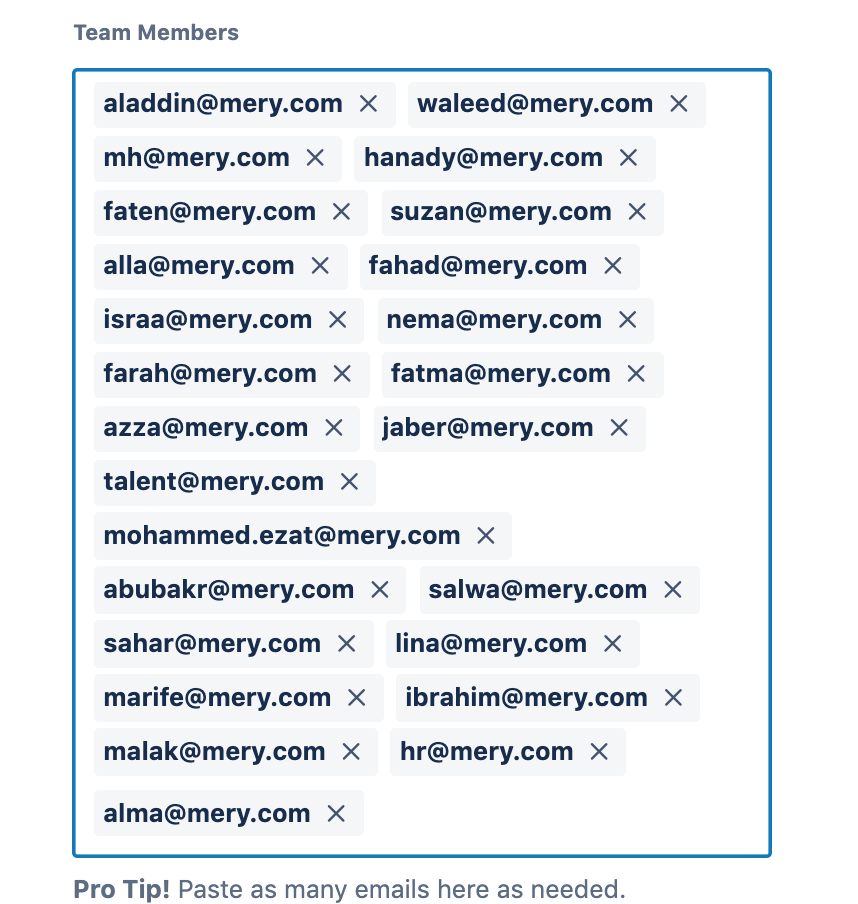 Team Members
aladdin@mery.com × waleed@mery.com ×
mh@mery.com × hanady@mery.com ×
faten@mery.com × suzan@mery.com ×
alla@mery.com × fahad@mery.com ×
israa@mery.com × nema@mery.com ×
farah@mery.com × fatma@mery.com ×
azza@mery.com × jaber@mery.com ×
talent@mery.com ×
mohammed.ezat@mery.com ×
abubakr@mery.com × salwa@mery.com ×
sahar@mery.com × lina@mery.com ×
marife@mery.com × ibrahim@mery.com ×
malak@mery.com × hr@mery.com ×
alma@mery.com ×
Pro Tip! Paste as many emails here as needed.